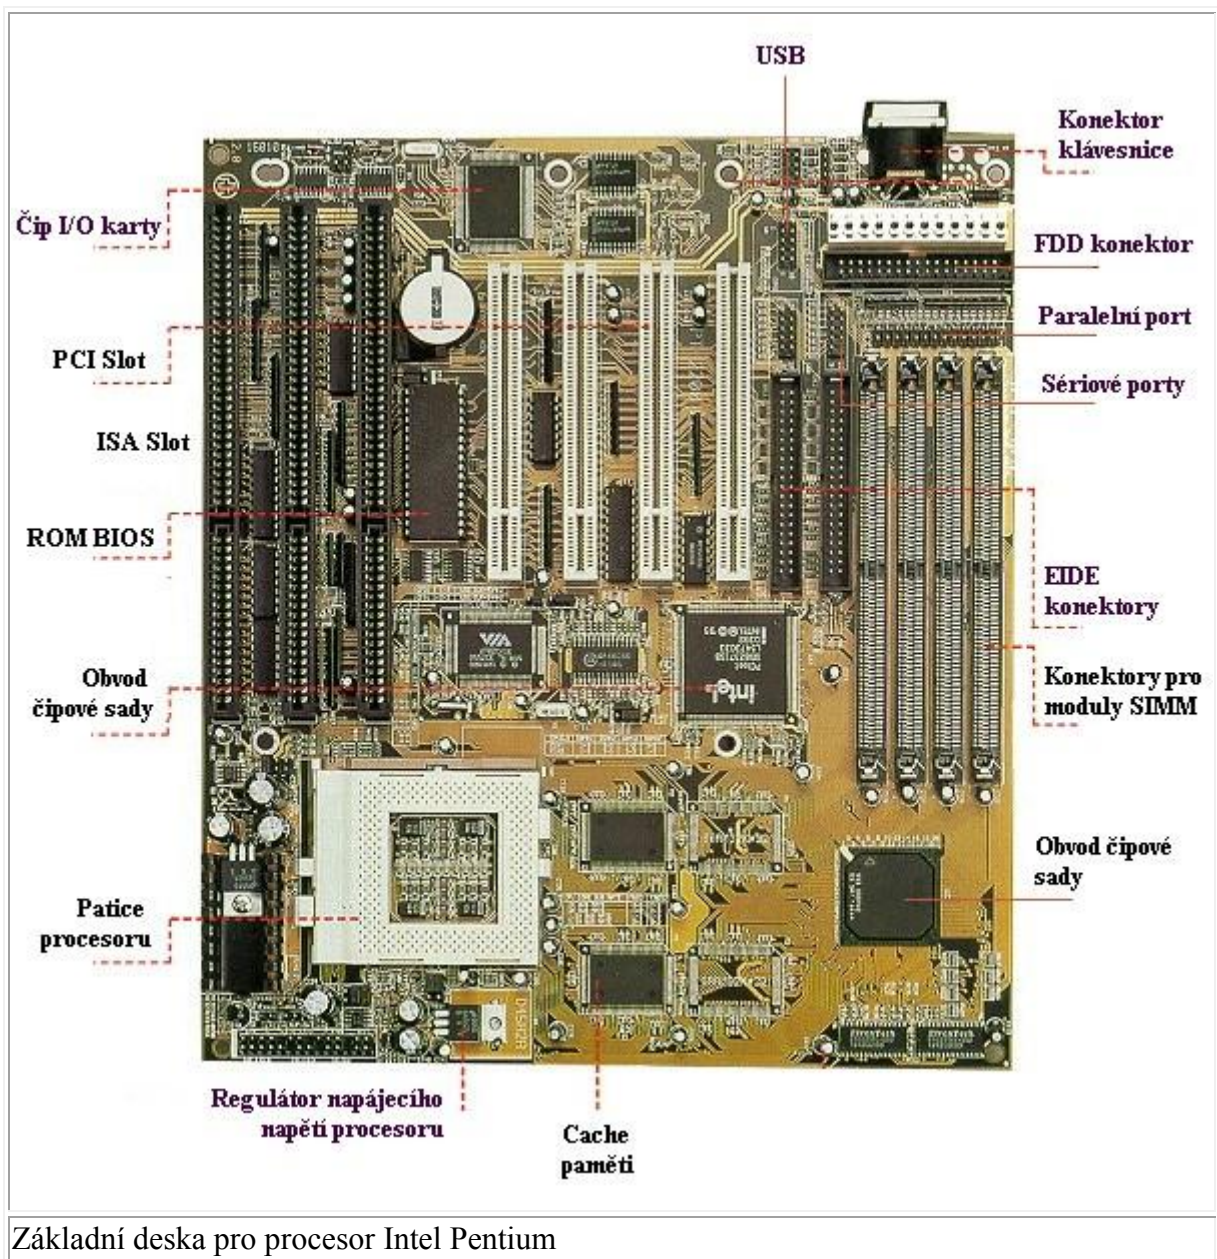 USB
Konektor
klávesnice
Čip I/O karty
FDD konektor
Paralelní port
PCI Slot
Sériové porty
ISA Slot
ROM BIOS
EIDE
konektory
VIA
intel
Obvod
čipové sady
Konektory pro
moduly SIMM
Obvod čipové
sady
Patice
procesoru
Regulátor napájecího
napětí procesoru
Cache
paměti
Základní deska pro procesor Intel Pentium